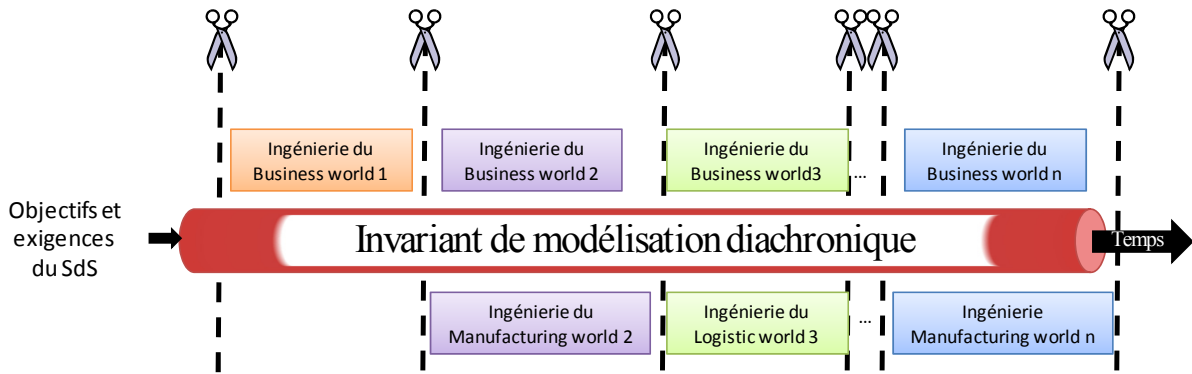 Ingénierie du
Business world 1
Ingénierie du
Business world 2
Ingénierie du
Business world3
...
Ingénierie du
Business world n
Objectifs et
exigences
du SdS
Invariant de modélisation diachronique
Temps
Ingénierie du
Manufacturing world 2
Ingénierie du
Logistic world 3
...
Ingénierie
Manufacturing world n